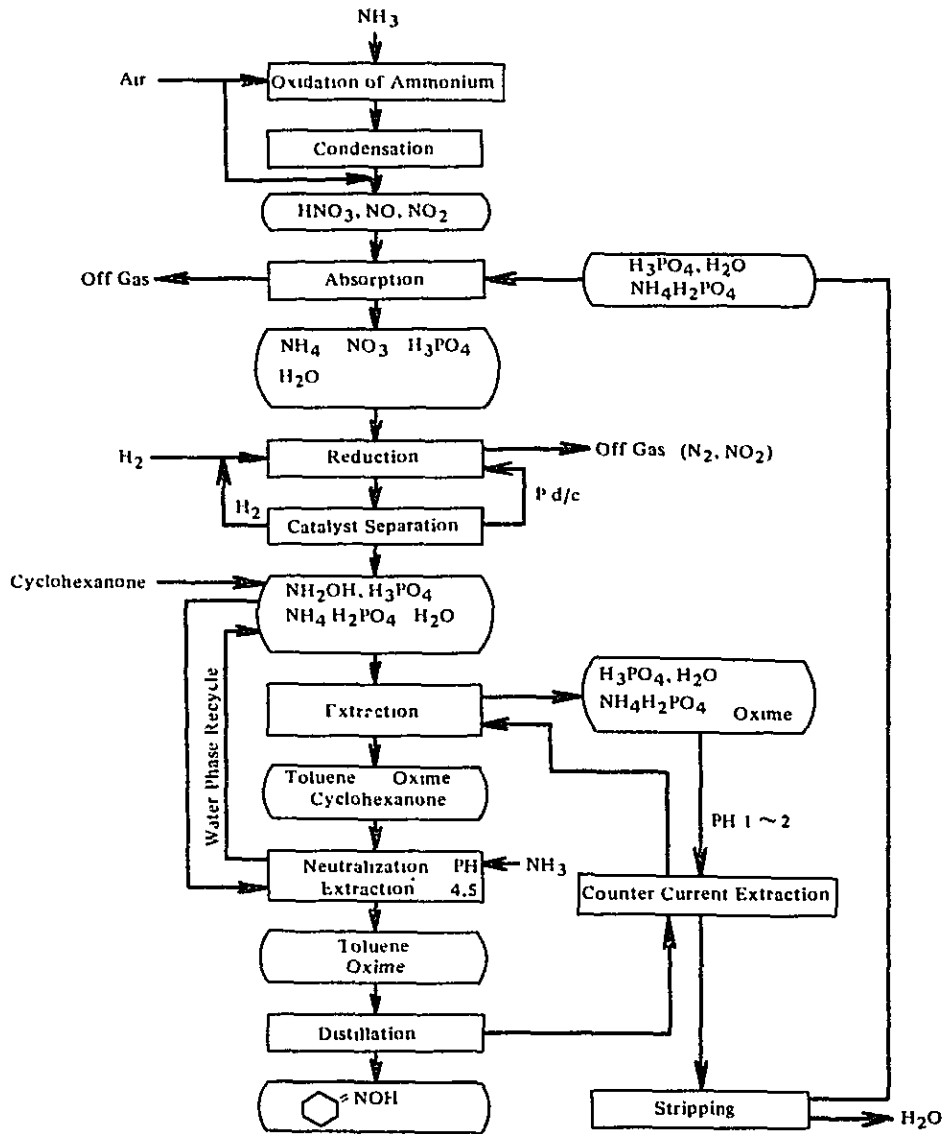 NH3
Air
Oxidation of Ammonium
Condensation
HNO3, NO, NO2
Off Gas
Absorption
H3PO4, H2O
NH4H2PO4
NH4 NO3 H3PO4
H2O
H2
Reduction
Off Gas (N2, NO2)
H2
Pd/c
Catalyst Separation
Cyclohexanone
NH2OH, H3PO4
NH4 H2PO4 H2O
Water Phase Recycle
Extraction
H3PO4, H2O
NH4H2PO4 Oxime
Toluene Oxime
Cyclohexanone
PH 1 ~ 2
Neutralization PH
Extraction 4.5
NH3
Counter Current Extraction
Toluene
Oxime
Distillation
NOH
Stripping
H2O